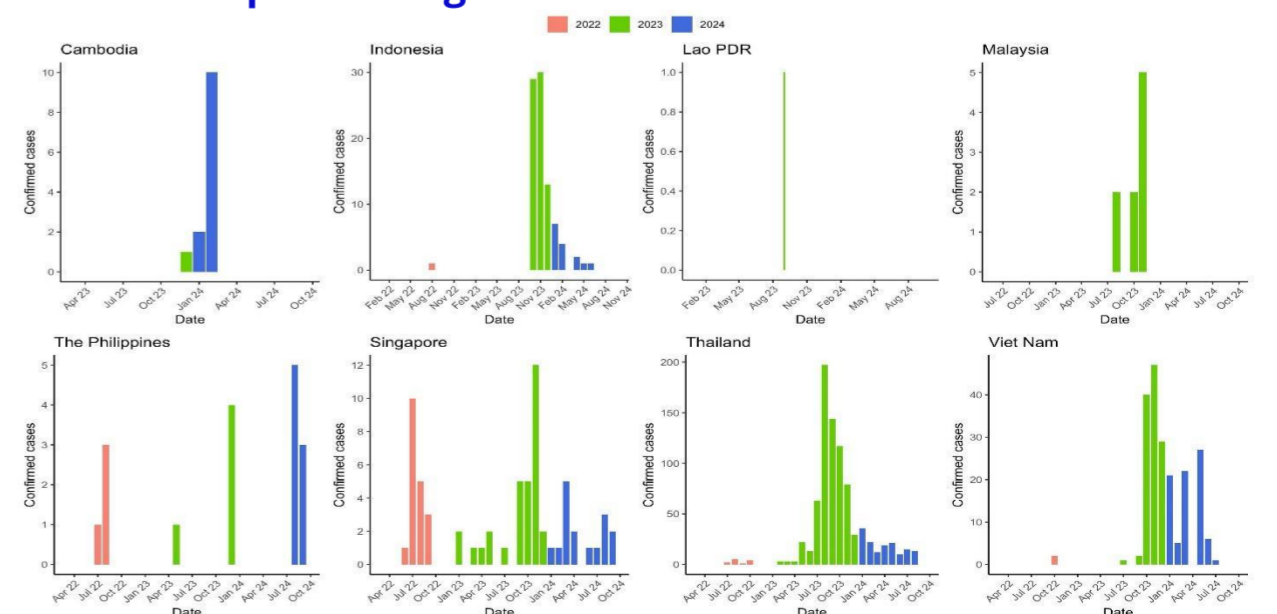 2022 2023 2024
Cambodia
Confirmed cases
10
8
6
4
2
0
Apr 23 Jul 23 Oct 23 Jan 24 Apr 24 Jul 24 Oct 24
Date
Indonesia
Confirmed cases
30
20
10
0
Feb 22 May 22 Aug 22 Nov 22 Feb 23 May 23 Aug 23 Nov 23 Feb 24 May 24 Aug 24 Nov 24
Date
Lao PDR
Confirmed cases
1.0
0.8
0.6
0.4
0.2
0.0
Feb 23 May 23 Aug 23 Nov 23 Feb 24 May 24 Aug 24
Date
Malaysia
Confirmed cases
5
4
3
2
1
0
Jul 22 Oct 22 Jan 23 Apr 23 Jul 23 Oct 23 Jan 24 Apr 24 Jul 24 Oct 24
Date
The Philippines
Confirmed cases
5
4
3
2
1
0
Apr 22 Jul 22 Oct 22 Jan 23 Apr 23 Jul 23 Oct 23 Jan 24 Apr 24 Jul 24 Oct 24
Date
Singapore
Confirmed cases
12
10
8
6
4
2
0
Apr 22 Jul 22 Oct 22 Jan 23 Apr 23 Jul 23 Oct 23 Jan 24 Apr 24 Jul 24 Oct 24
Date
Thailand
Confirmed cases
200
150
100
50
0
Apr 22 Jul 22 Oct 22 Jan 23 Apr 23 Jul 23 Oct 23 Jan 24 Apr 24 Jul 24 Oct 24
Date
Viet Nam
Confirmed cases
40
30
20
10
0
Apr 22 Jul 22 Oct 22 Jan 23 Apr 23 Jul 23 Oct 23 Jan 24 Apr 24 Jul 24 Oct 24
Date